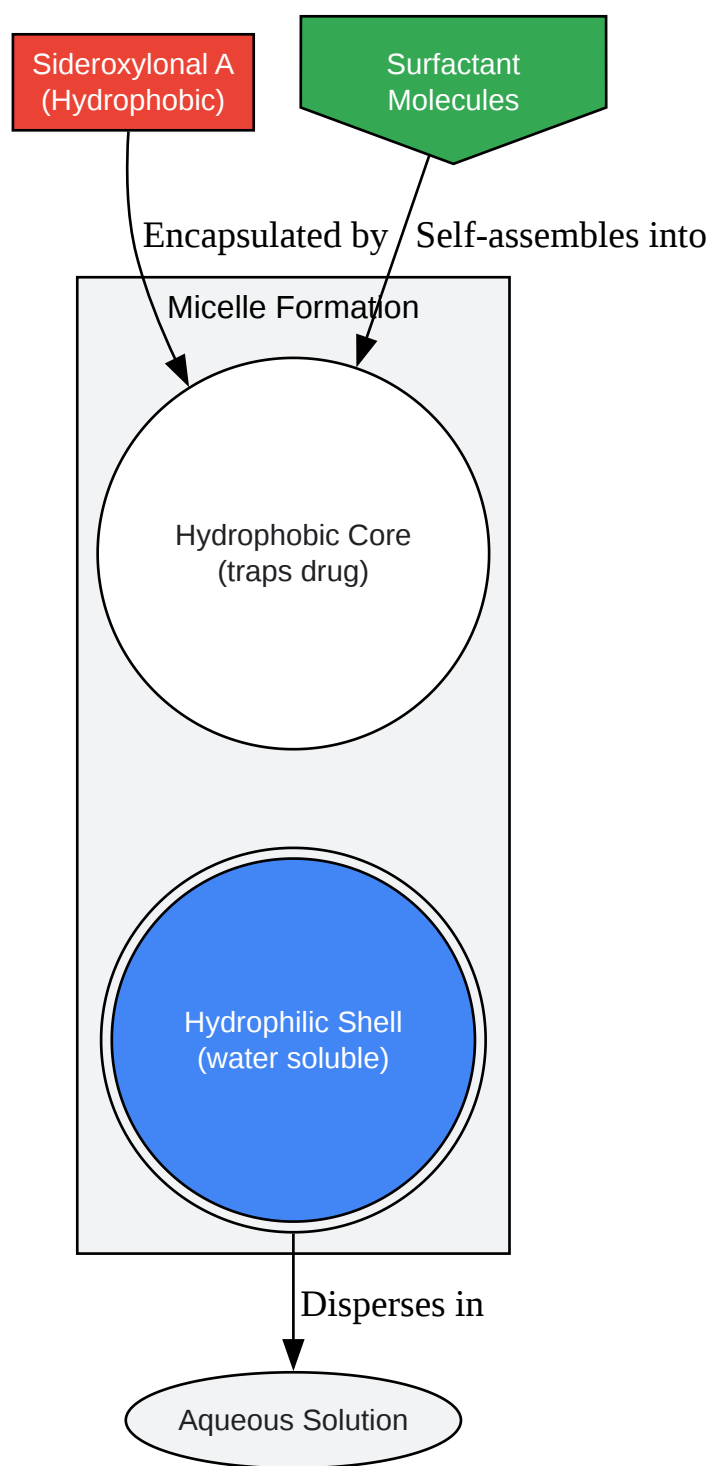 Sideroxylonal A
(Hydrophobic)
Surfactant
Molecules
Encapsulated by
Self-assembles into
Micelle Formation
Hydrophobic Core
(traps drug)
Hydrophilic Shell
(water soluble)
Disperses in
Aqueous Solution